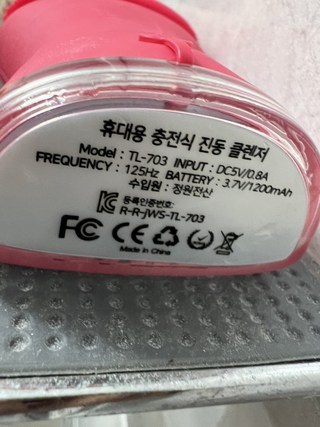 휴대용 충전식 진동 클렌저
Model : TL-703 INPUT : DC5V/0.8A
FREQUENCY : 125Hz BATTERY : 3.7V/1200mAh
수입원 : 정원전산
등록인증번호:
R-R-jWS-TL-703
FC CE
Made in China